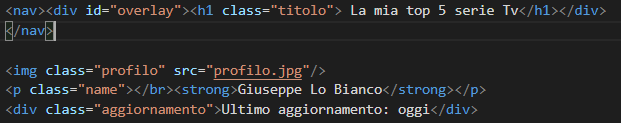 <nav><div id="overlay"><h1 class="titolo"> La mia top 5 serie Tv</h1></div>
</nav>
<img class="profilo" src="profilo.jpg"/>
<p class="name"></br><strong>Giuseppe Lo Bianco</strong></p>
<div class="aggiornamento">Ultimo aggiornamento: oggi</div>